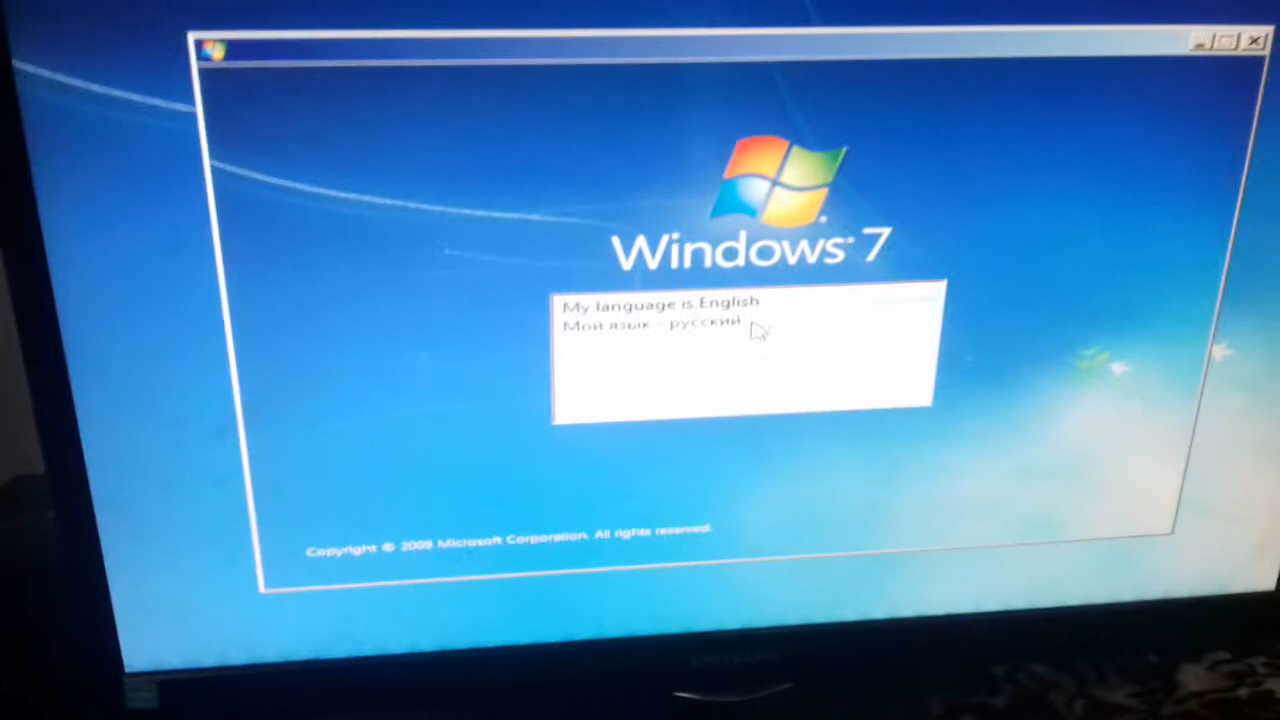 Windows® 7
My language is English
Мой язык - русский
Copyright © 2009 Microsoft Corporation. All rights reserved.